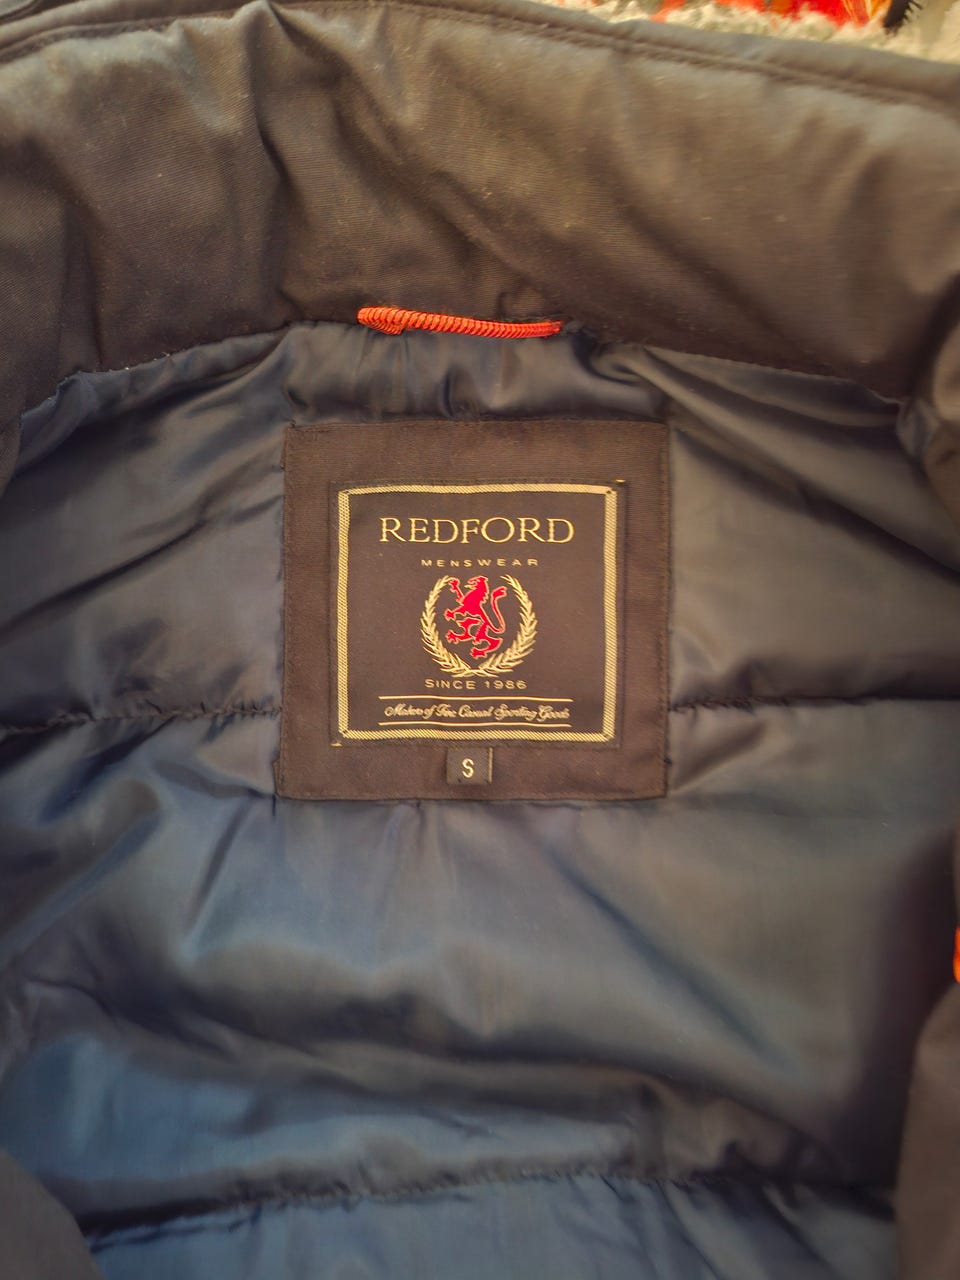 REDFORD
MENSWEAR
SINCE 1986
Makers of Fine Casual Sporting Goods
S